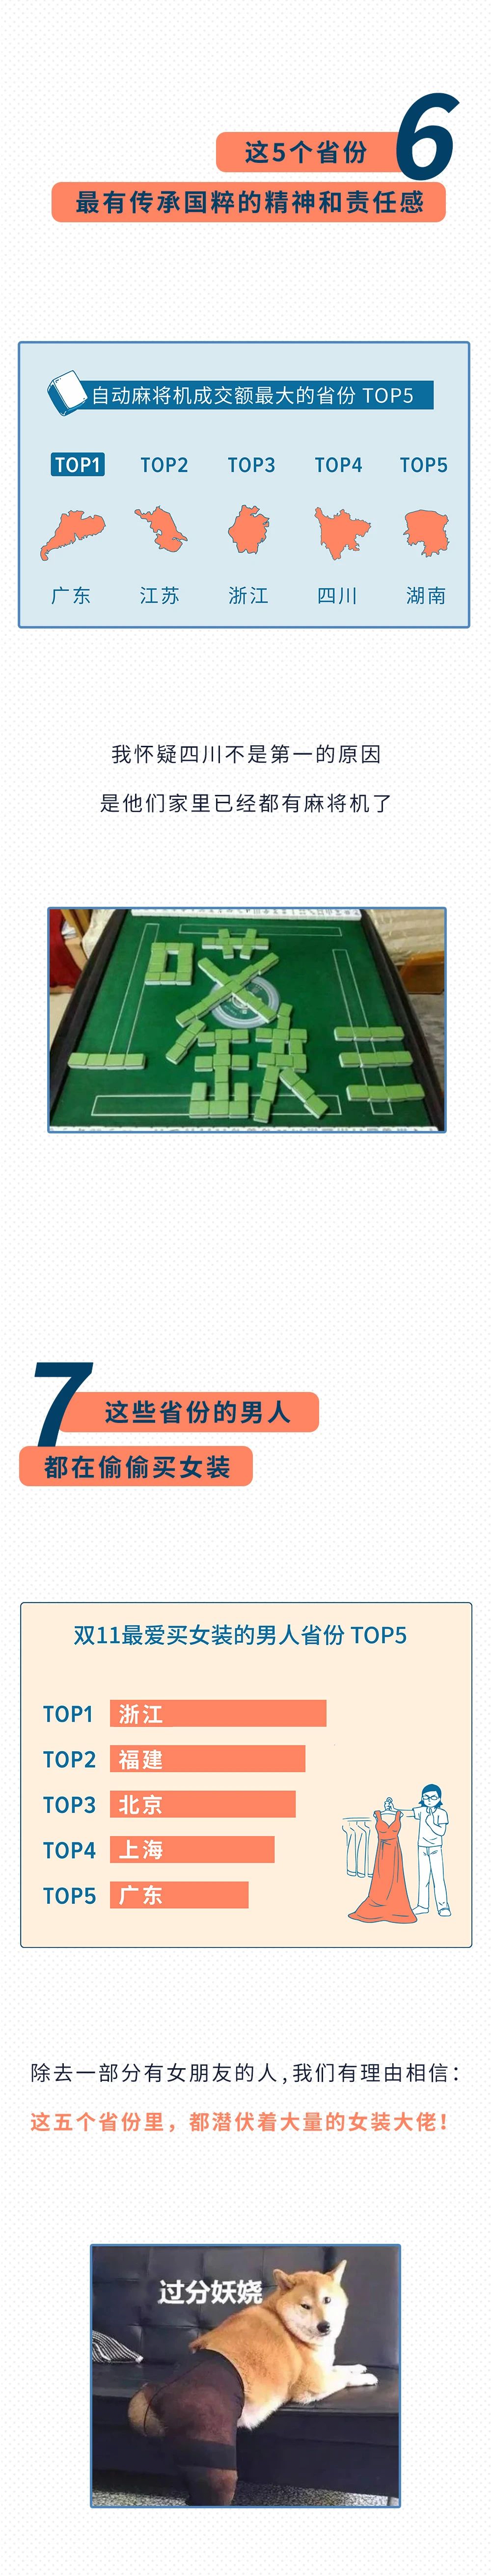 6
这5个省份
最有传承国粹的精神和责任感
自动麻将机成交额最大的省份 TOP5
TOP1 TOP2 TOP3 TOP4 TOP5
广东 江苏 浙江 四川 湖南
我怀疑四川不是第一的原因
是他们家里已经都有麻将机了
7
这些省份的男人
都在偷偷买女装
双11最爱买女装的男人省份 TOP5
TOP1 浙江
TOP2 福建
TOP3 北京
TOP4 上海
TOP5 广东
除去一部分有女朋友的人,我们有理由相信：
这五个省份里，都潜伏着大量的女装大佬！
过分妖娆